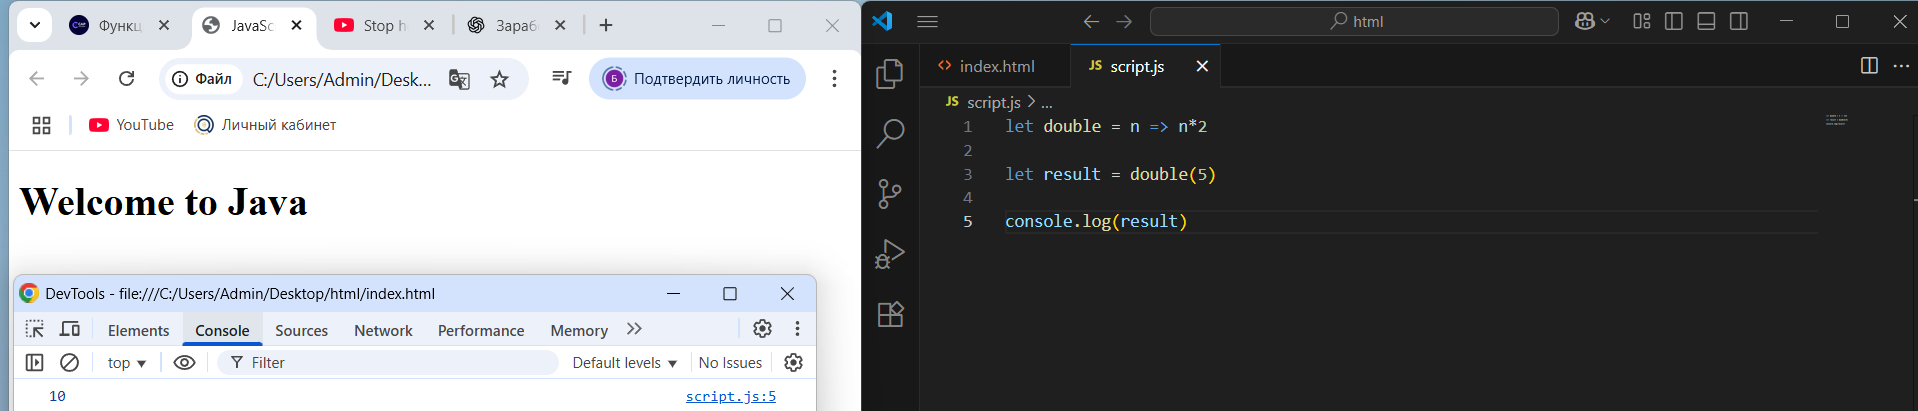 Функц
JavaSc
Stop h
Зараб
Файл
C:/Users/Admin/Desk...
Б
Подтвердить личность
YouTube
Личный кабинет
Welcome to Java
DevTools - file:///C:/Users/Admin/Desktop/html/index.html
Elements
Console
Sources
Network
Performance
Memory
top
Filter
Default levels
No Issues
10
script.js:5
html
index.html
JS script.js
JS script.js > ...
1 let double = n => n*2
2
3 let result = double(5)
4
5 console.log(result)